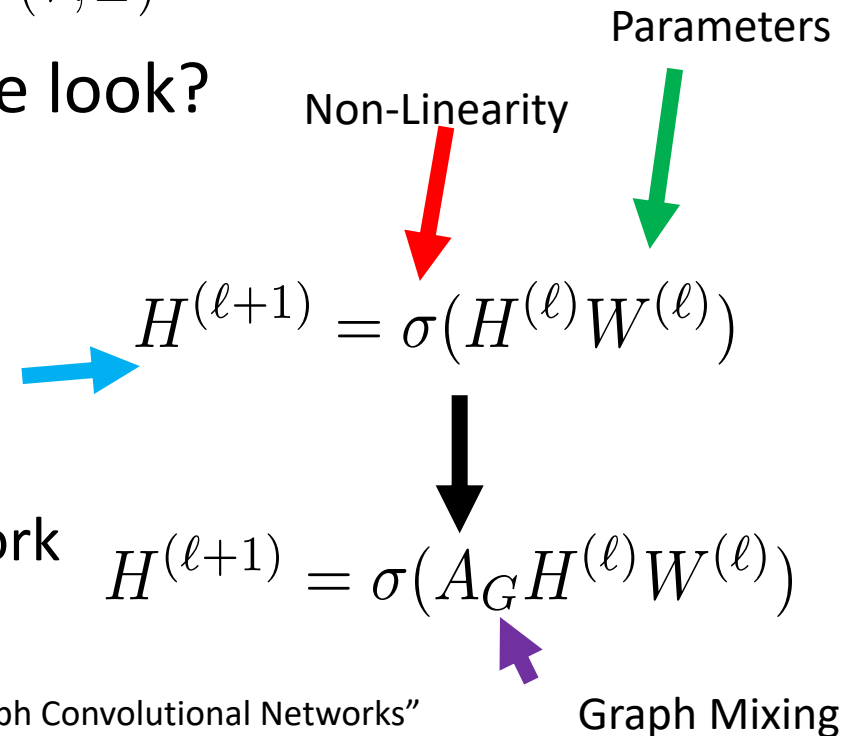 Parameters
e look?
Non-Linearity
H^{(ℓ+1)} = σ(H^{(ℓ)}W^{(ℓ)})
ork
H^{(ℓ+1)} = σ(A_G H^{(ℓ)}W^{(ℓ)})
ph Convolutional Networks”
Graph Mixing